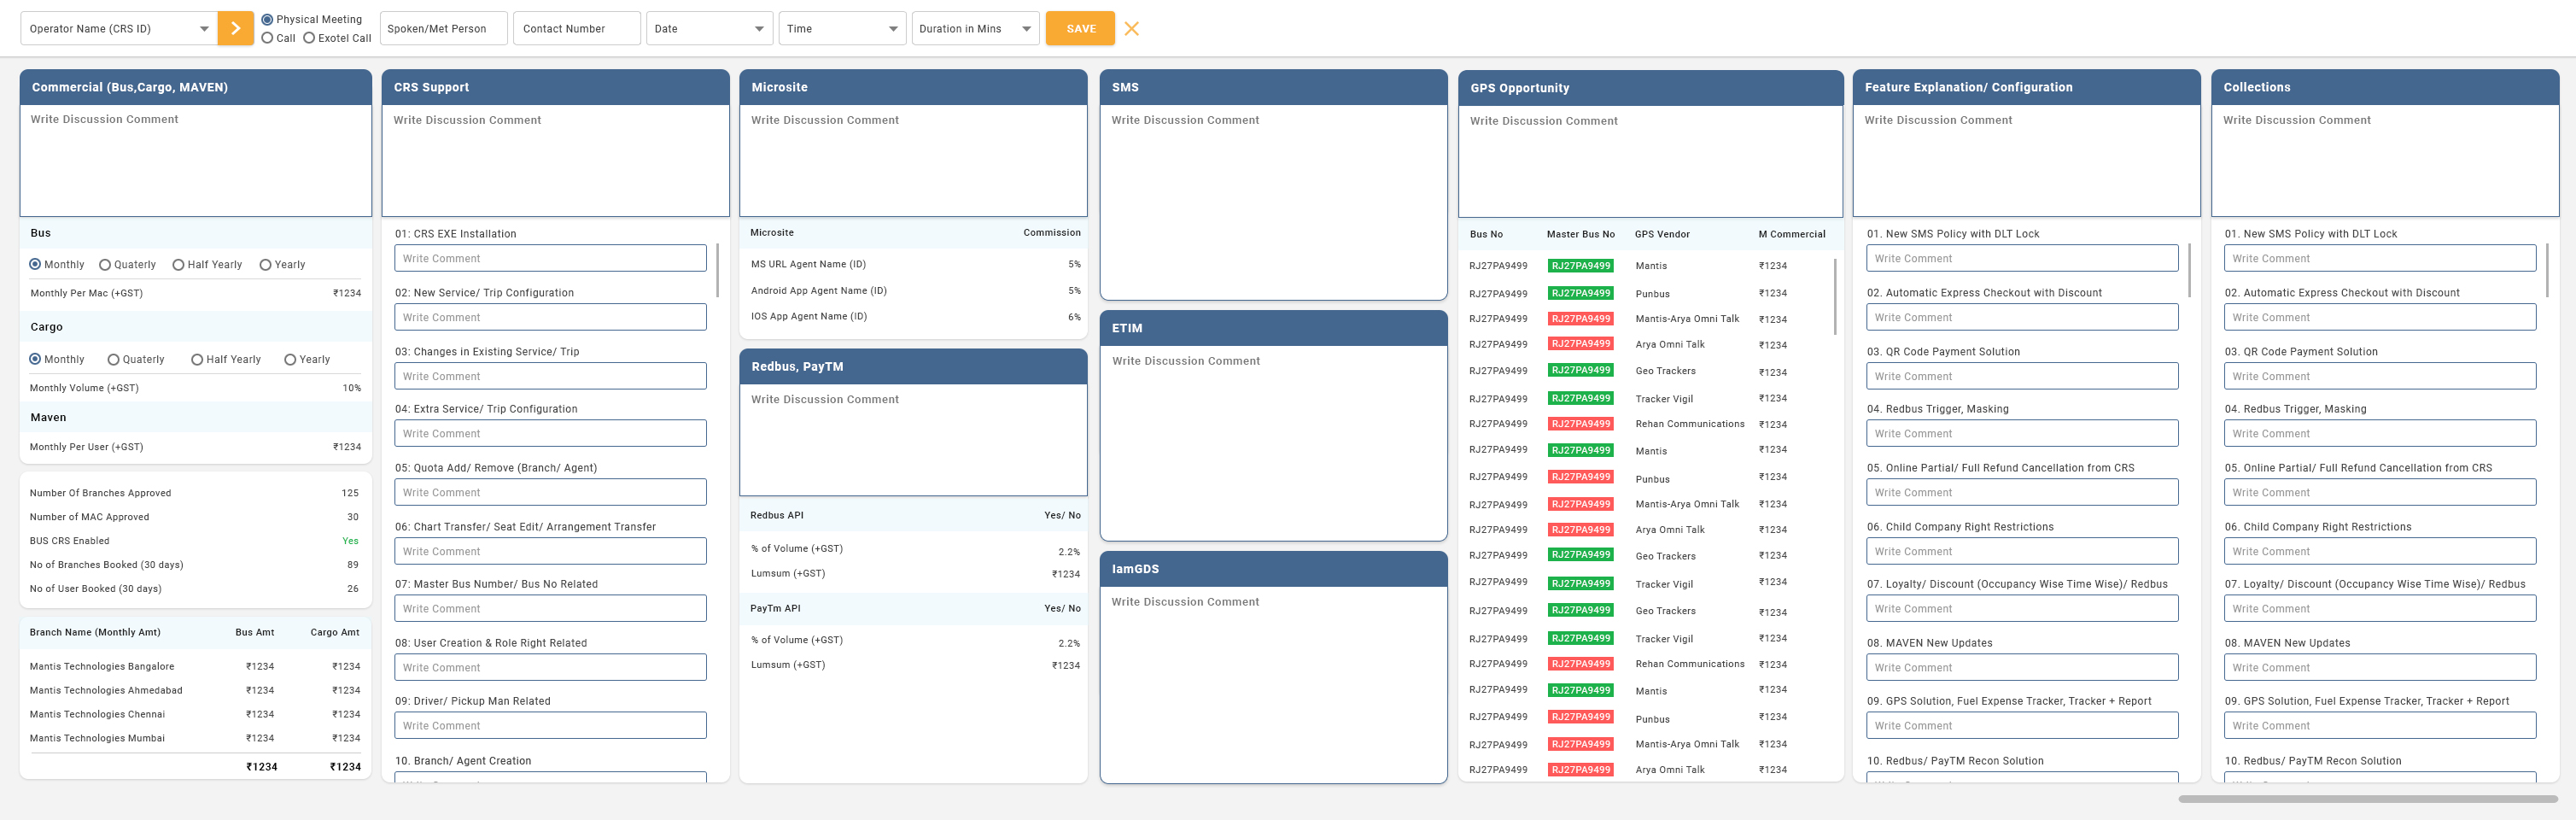 Operator Name (CRS ID)
Physical Meeting
Call Exotel Call
Spoken/Met Person
Contact Number
Date
Time
Duration in Mins
SAVE
Commercial (Bus,Cargo, MAVEN)
Write Discussion Comment
Bus
Monthly Quaterly Half Yearly Yearly
Monthly Per Mac (+GST) ₹1234
Cargo
Monthly Quaterly Half Yearly Yearly
Monthly Volume (+GST) 10%
Maven
Monthly Per User (+GST) ₹1234
Number Of Branches Approved 125
Number of MAC Approved 30
BUS CRS Enabled Yes
No of Branches Booked (30 days) 89
No of User Booked (30 days) 26
Branch Name (Monthly Amt) Bus Amt Cargo Amt
Mantis Technologies Bangalore ₹1234 ₹1234
Mantis Technologies Ahmedabad ₹1234 ₹1234
Mantis Technologies Chennai ₹1234 ₹1234
Mantis Technologies Mumbai ₹1234 ₹1234
₹1234 ₹1234
CRS Support
Write Discussion Comment
01: CRS EXE Installation
Write Comment
02: New Service/ Trip Configuration
Write Comment
03: Changes in Existing Service/ Trip
Write Comment
04: Extra Service/ Trip Configuration
Write Comment
05: Quota Add/ Remove (Branch/ Agent)
Write Comment
06: Chart Transfer/ Seat Edit/ Arrangement Transfer
Write Comment
07: Master Bus Number/ Bus No Related
Write Comment
08: User Creation & Role Right Related
Write Comment
09: Driver/ Pickup Man Related
Write Comment
10. Branch/ Agent Creation
Microsite
Write Discussion Comment
Microsite Commission
MS URL Agent Name (ID) 5%
Android App Agent Name (ID) 5%
IOS App Agent Name (ID) 6%
Redbus, PayTM
Write Discussion Comment
Redbus API Yes/ No
% of Volume (+GST) 2.2%
Lumsum (+GST) ₹1234
PayTm API Yes/ No
% of Volume (+GST) 2.2%
Lumsum (+GST) ₹1234
SMS
Write Discussion Comment
ETIM
Write Discussion Comment
IamGDS
Write Discussion Comment
GPS Opportunity
Write Discussion Comment
Bus No Master Bus No GPS Vendor M Commercial
RJ27PA9499 RJ27PA9499 Mantis ₹1234
RJ27PA9499 RJ27PA9499 Punbus ₹1234
RJ27PA9499 RJ27PA9499 Mantis-Arya Omni Talk ₹1234
RJ27PA9499 RJ27PA9499 Arya Omni Talk ₹1234
RJ27PA9499 RJ27PA9499 Geo Trackers ₹1234
RJ27PA9499 RJ27PA9499 Tracker Vigil ₹1234
RJ27PA9499 RJ27PA9499 Rehan Communications ₹1234
RJ27PA9499 RJ27PA9499 Mantis ₹1234
RJ27PA9499 RJ27PA9499 Punbus ₹1234
RJ27PA9499 RJ27PA9499 Mantis-Arya Omni Talk ₹1234
RJ27PA9499 RJ27PA9499 Arya Omni Talk ₹1234
RJ27PA9499 RJ27PA9499 Geo Trackers ₹1234
RJ27PA9499 RJ27PA9499 Tracker Vigil ₹1234
RJ27PA9499 RJ27PA9499 Geo Trackers ₹1234
RJ27PA9499 RJ27PA9499 Tracker Vigil ₹1234
RJ27PA9499 RJ27PA9499 Rehan Communications ₹1234
RJ27PA9499 RJ27PA9499 Mantis ₹1234
RJ27PA9499 RJ27PA9499 Punbus ₹1234
RJ27PA9499 RJ27PA9499 Mantis-Arya Omni Talk ₹1234
RJ27PA9499 RJ27PA9499 Arya Omni Talk ₹1234
Feature Explanation/ Configuration
Write Discussion Comment
01. New SMS Policy with DLT Lock
Write Comment
02. Automatic Express Checkout with Discount
Write Comment
03. QR Code Payment Solution
Write Comment
04. Redbus Trigger, Masking
Write Comment
05. Online Partial/ Full Refund Cancellation from CRS
Write Comment
06. Child Company Right Restrictions
Write Comment
07. Loyalty/ Discount (Occupancy Wise Time Wise)/ Redbus
Write Comment
08. MAVEN New Updates
Write Comment
09. GPS Solution, Fuel Expense Tracker, Tracker + Report
Write Comment
10. Redbus/ PayTM Recon Solution
Collections
Write Discussion Comment
01. New SMS Policy with DLT Lock
Write Comment
02. Automatic Express Checkout with Discount
Write Comment
03. QR Code Payment Solution
Write Comment
04. Redbus Trigger, Masking
Write Comment
05. Online Partial/ Full Refund Cancellation from CRS
Write Comment
06. Child Company Right Restrictions
Write Comment
07. Loyalty/ Discount (Occupancy Wise Time Wise)/ Redbus
Write Comment
08. MAVEN New Updates
Write Comment
09. GPS Solution, Fuel Expense Tracker, Tracker + Report
Write Comment
10. Redbus/ PayTM Recon Solution